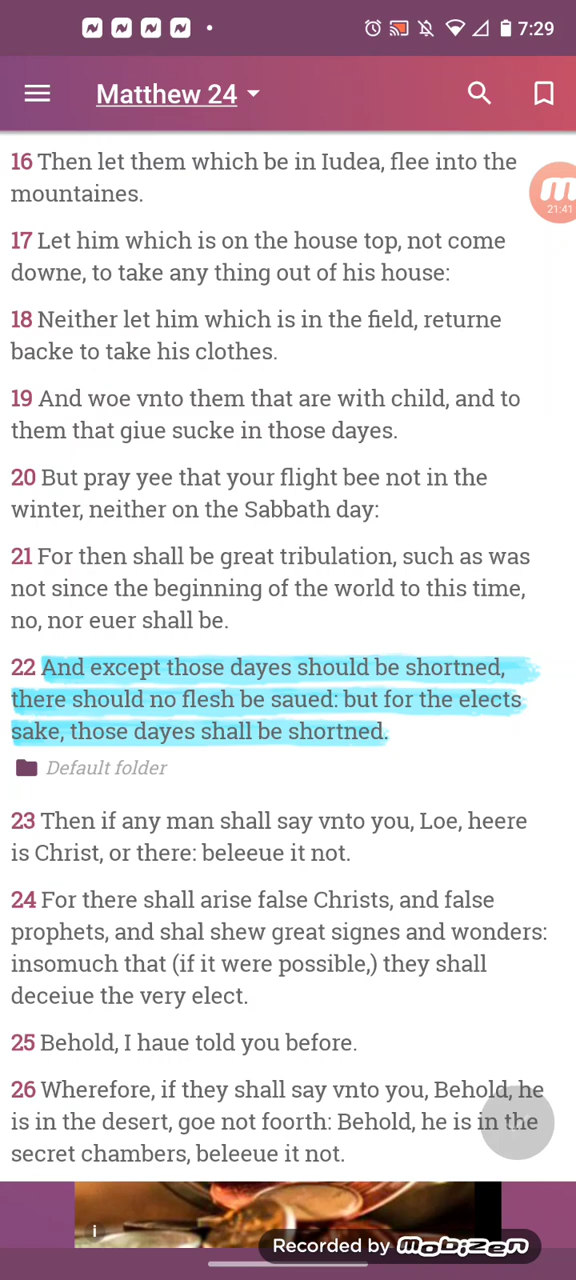 7:29
Matthew 24
21:41
16 Then let them which be in Iudea, flee into the
mountaines.
17 Let him which is on the house top, not come
downe, to take any thing out of his house:
18 Neither let him which is in the field, returne
backe to take his clothes.
19 And woe vnto them that are with child, and to
them that giue sucke in those dayes.
20 But pray yee that your flight bee not in the
winter, neither on the Sabbath day:
21 For then shall be great tribulation, such as was
not since the beginning of the world to this time,
no, nor euer shall be.
22 And except those dayes should be shortned,
there should no flesh be saued: but for the elects
sake, those dayes shall be shortned.
Default folder
23 Then if any man shall say vnto you, Loe, heere
is Christ, or there: beleeue it not.
24 For there shall arise false Christs, and false
prophets, and shal shew great signes and wonders:
insomuch that (if it were possible,) they shall
deceiue the very elect.
25 Behold, I haue told you before.
26 Wherefore, if they shall say vnto you, Behold, he
is in the desert, goe not foorth: Behold, he is in the
secret chambers, beleeue it not.
i
Recorded by mobizen